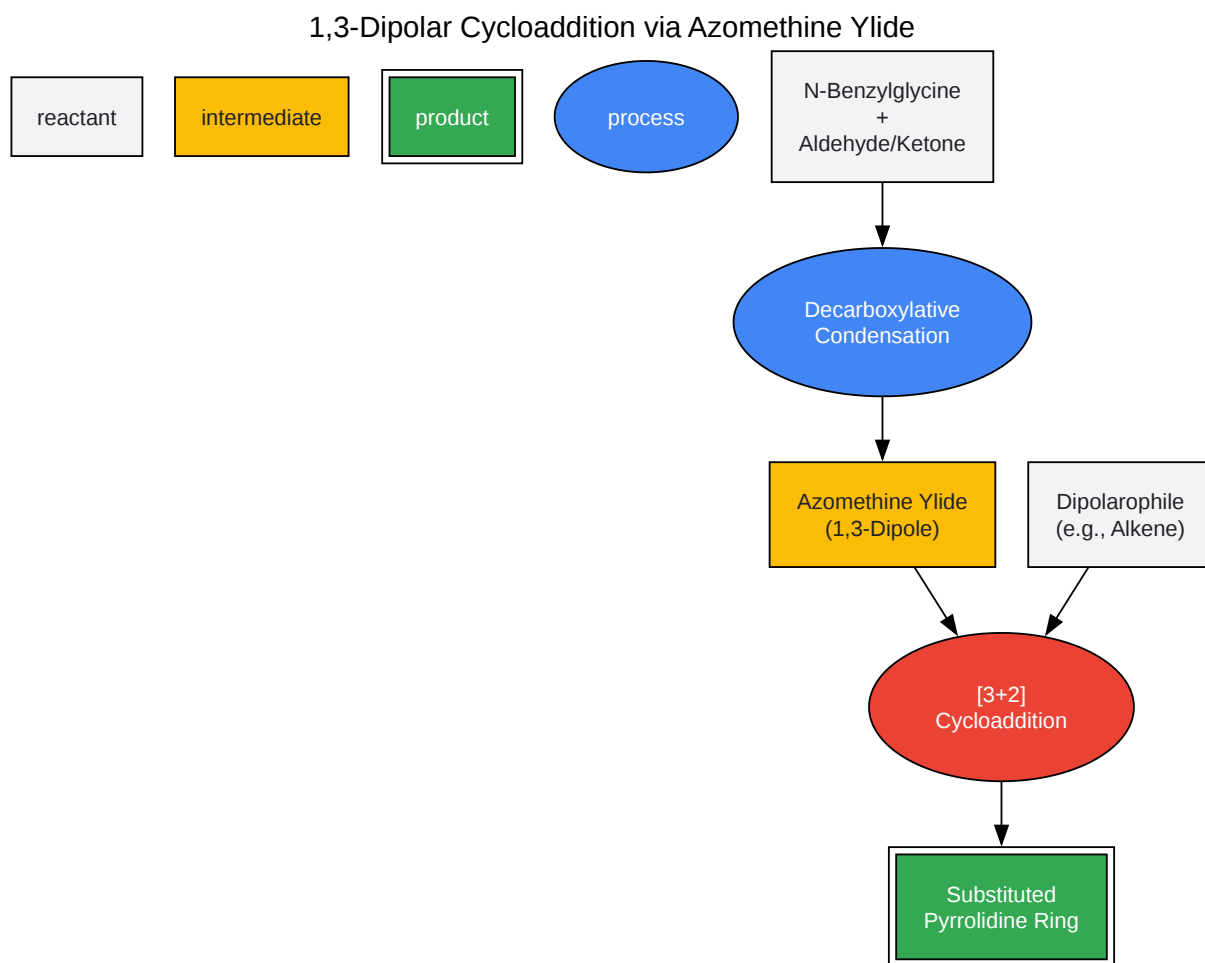 1,3-Dipolar Cycloaddition via Azomethine Ylide
reactant
intermediate
product
process
N-Benzylglycine
+
Aldehyde/Ketone
Decarboxylative
Condensation
Azomethine Ylide
(1,3-Dipole)
Dipolarophile
(e.g., Alkene)
[3+2]
Cycloaddition
Substituted
Pyrrolidine Ring